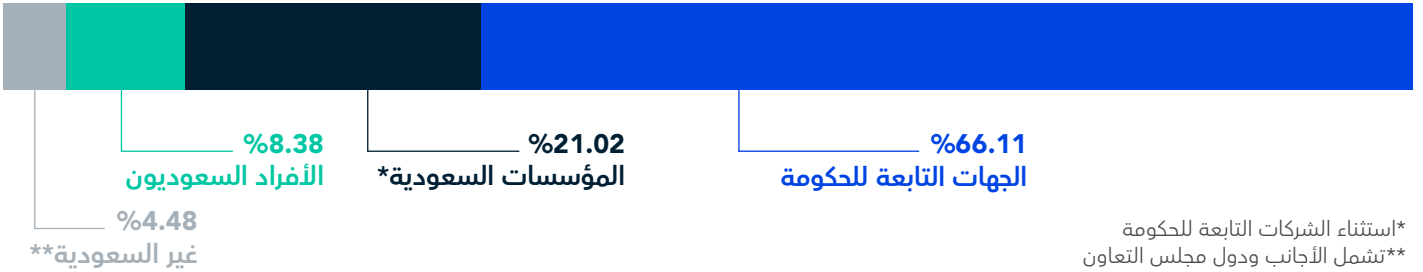 %66.11
الجهات التابعة للحكومة
%21.02
المؤسسات السعودية*
%8.38
الأفراد السعوديون
%4.48
غير السعودية**
*استثناء الشركات التابعة للحكومة
**تشمل الأجانب ودول مجلس التعاون